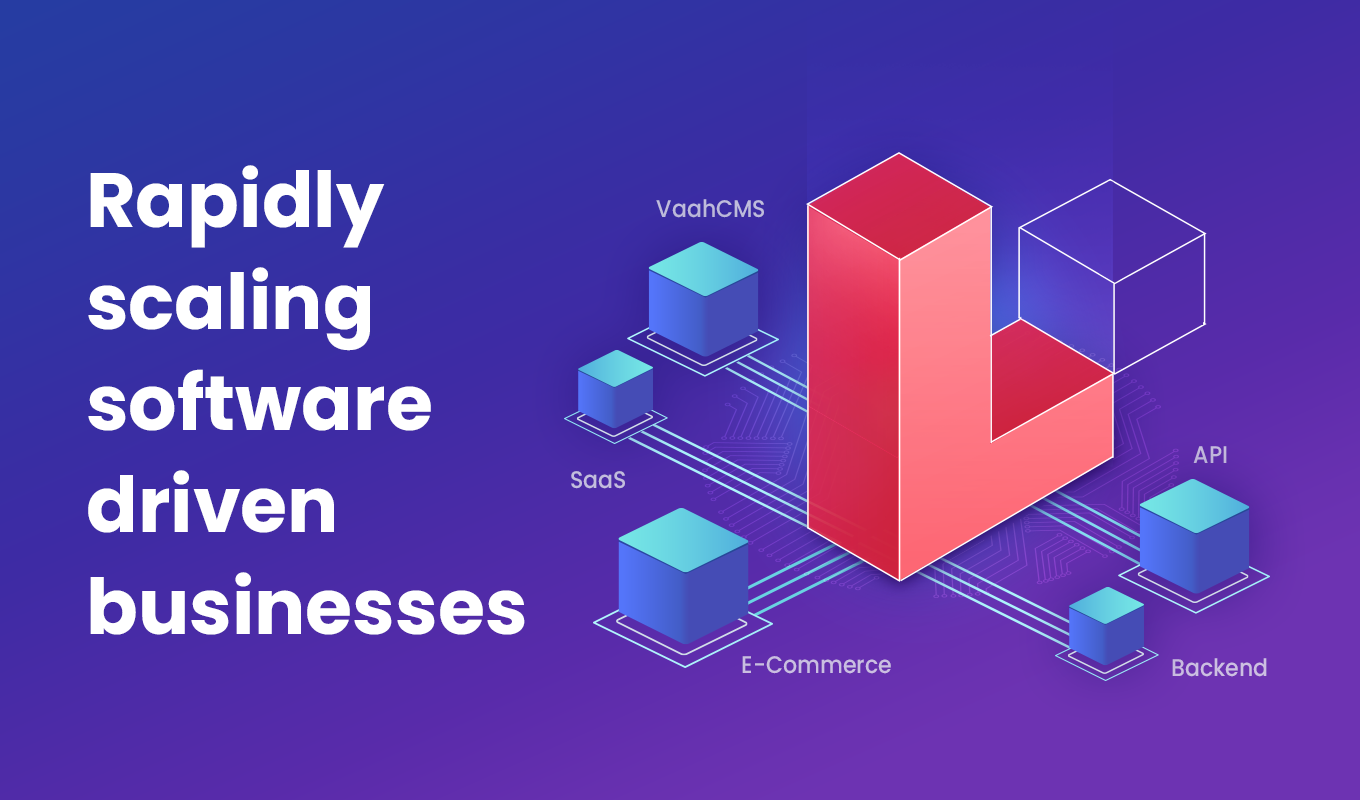 Rapidly
scaling
software
driven
businesses
VaahCMS
SaaS
E-Commerce
API
Backend